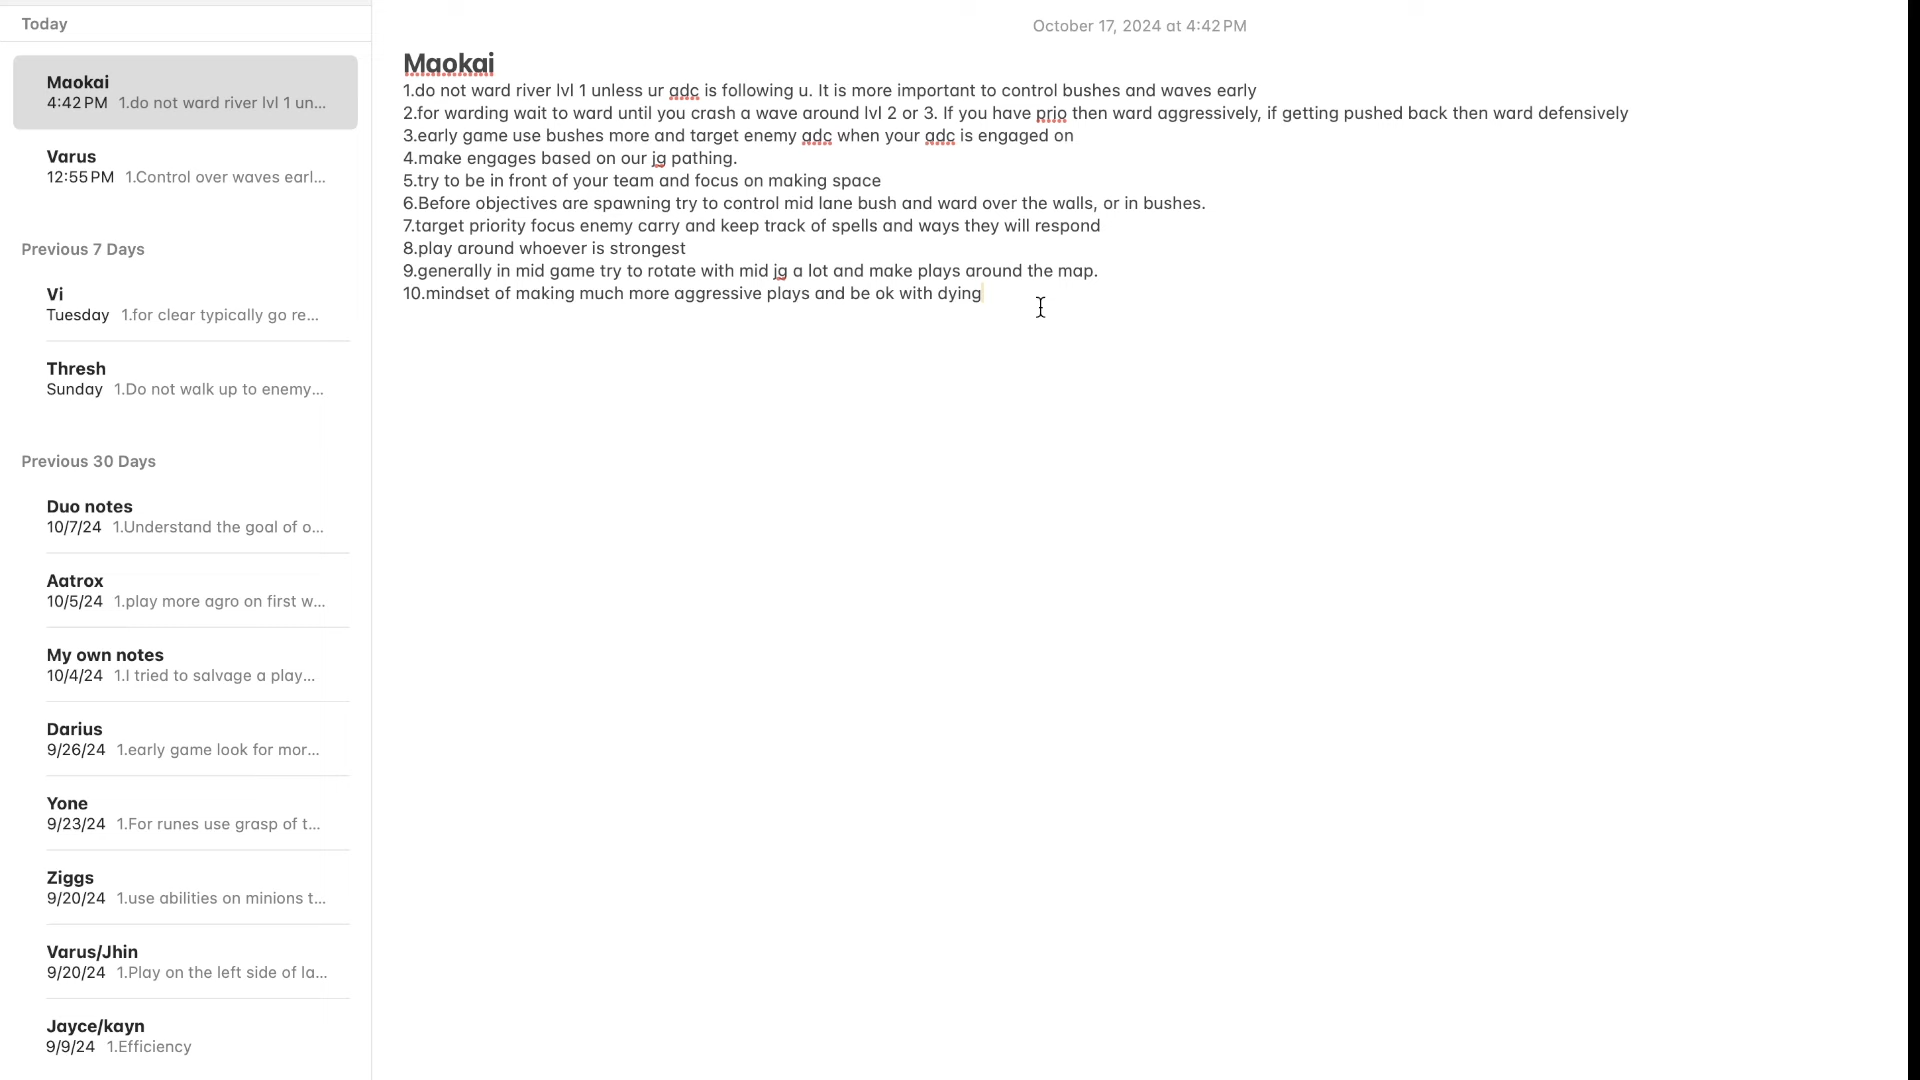 Today
Maokai
4:42 PM 1.do not ward river lvl 1 un...
Varus
12:55 PM 1.Control over waves earl...
Previous 7 Days
Vi
Tuesday 1.for clear typically go re...
Thresh
Sunday 1.Do not walk up to enemy...
Previous 30 Days
Duo notes
10/7/24 1.Understand the goal of o...
Aatrox
10/5/24 1.play more agro on first w...
My own notes
10/4/24 1.I tried to salvage a play...
Darius
9/26/24 1.early game look for mor...
Yone
9/23/24 1.For runes use grasp of t...
Ziggs
9/20/24 1.use abilities on minions t...
Varus/Jhin
9/20/24 1.Play on the left side of la...
Jayce/kayn
9/9/24 1.Efficiency
October 17, 2024 at 4:42 PM
Maokai
1.do not ward river lvl 1 unless ur adc is following u. It is more important to control bushes and waves early
2.for warding wait to ward until you crash a wave around lvl 2 or 3. If you have prio then ward aggressively, if getting pushed back then ward defensively
3.early game use bushes more and target enemy adc when your adc is engaged on
4.make engages based on our jg pathing.
5.try to be in front of your team and focus on making space
6.Before objectives are spawning try to control mid lane bush and ward over the walls, or in bushes.
7.target priority focus enemy carry and keep track of spells and ways they will respond
8.play around whoever is strongest
9.generally in mid game try to rotate with mid jg a lot and make plays around the map.
10.mindset of making much more aggressive plays and be ok with dying